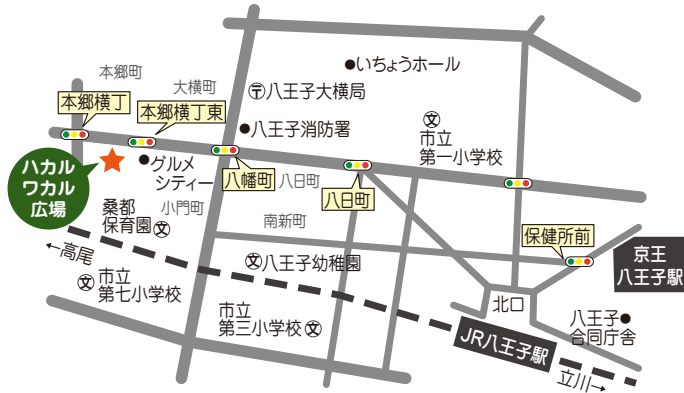 いちょうホール
本郷町
大横町
〒八王子大横局
本郷横丁
本郷横丁東
八王子消防署
文
市立
第一小学校
ハカル
ワカル
広場
グルメ
シティー
八幡町
八日町
八日町
桑都
保育園文
小門町
南新町
保健所前
←高尾
文八王子幼稚園
京王
八王子駅
文市立
第七小学校
北口
市立
第三小学校文
八王子
合同庁舎
JR八王子駅
立川→